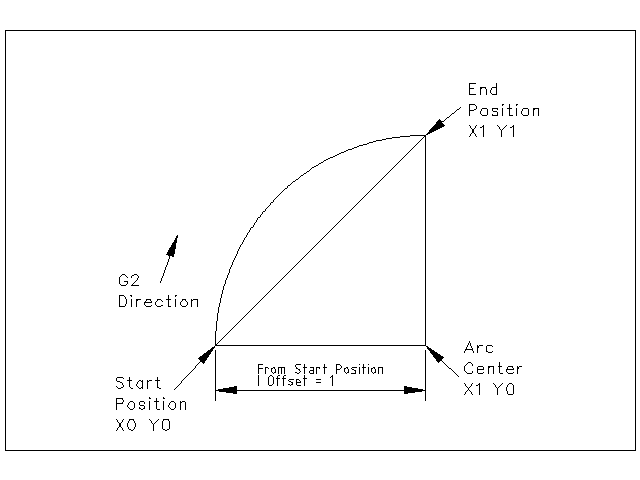 End
Position
X1 Y1
G2
Direction
From Start Position
I Offset = 1
Arc
Center
X1 Y0
Start
Position
X0 Y0